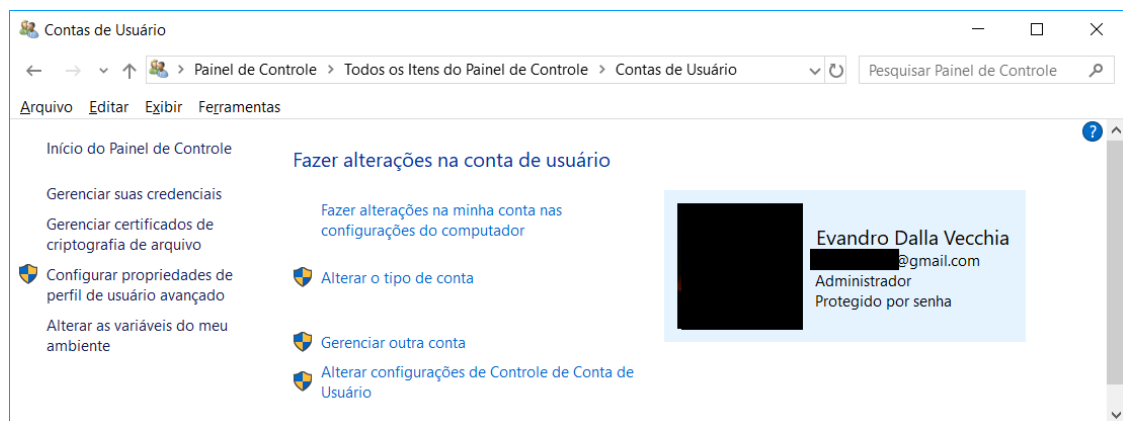 Contas de Usuário
Painel de Controle > Todos os Itens do Painel de Controle > Contas de Usuário
Pesquisar Painel de Controle
Arquivo Editar Exibir Ferramentas
Início do Painel de Controle
Gerenciar suas credenciais
Gerenciar certificados de
criptografia de arquivo
Configurar propriedades de
perfil de usuário avançado
Alterar as variáveis do meu
ambiente
Fazer alterações na conta de usuário
Fazer alterações na minha conta nas
configurações do computador
Alterar o tipo de conta
Gerenciar outra conta
Alterar configurações de Controle de Conta de
Usuário
Evandro Dalla Vecchia
@gmail.com
Administrador
Protegido por senha
?